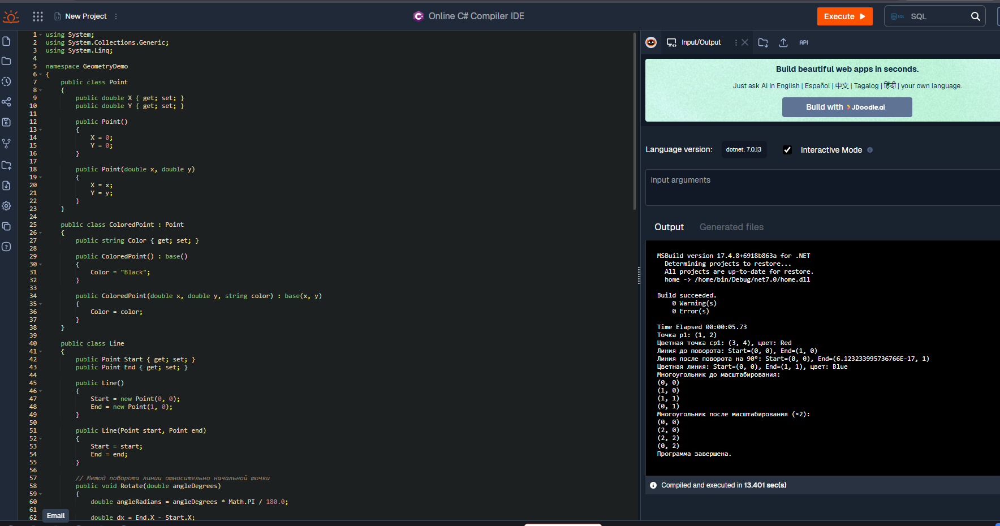 New Project
Online C# Compiler IDE
Execute
SQL
SQL
1 using System;
2 using System.Collections.Generic;
3 using System.Linq;
4
5 namespace GeometryDemo
6 {
7 public class Point
8 {
9 public double X { get; set; }
10 public double Y { get; set; }
11
12 public Point()
13 {
14 X = 0;
15 Y = 0;
16 }
17
18 public Point(double x, double y)
19 {
20 X = x;
21 Y = y;
22 }
23 }
24
25 public class ColoredPoint : Point
26 {
27 public string Color { get; set; }
28
29 public ColoredPoint() : base()
30 {
31 Color = "Black";
32 }
33
34 public ColoredPoint(double x, double y, string color) : base(x, y)
35 {
36 Color = color;
37 }
38 }
39
40 public class Line
41 {
42 public Point Start { get; set; }
43 public Point End { get; set; }
44
45 public Line()
46 {
47 Start = new Point(0, 0);
48 End = new Point(1, 0);
49 }
50
51 public Line(Point start, Point end)
52 {
53 Start = start;
54 End = end;
55 }
56
57 // Метод поворота линии относительно начальной точки
58 public void Rotate(double angleDegrees)
59 {
60 double angleRadians = angleDegrees * Math.PI / 180.0;
61
62 double dx = End.X - Start.X;
Email
Input/Output
API
Build beautiful web apps in seconds.
Just ask AI in English | Español | 中文 | Tagalog | हिंदी | your own language.
Build with JDoodle.ai
Language version:
dotnet: 7.0.13
Interactive Mode
Input arguments
Output
Generated files
MSBuild version 17.4.8+6918b863a for .NET
Determining projects to restore...
All projects are up-to-date for restore.
home -> /home/bin/Debug/net7.0/home.dll
Build succeeded.
0 Warning(s)
0 Error(s)
Time Elapsed 00:00:05.73
Точка p1: (1, 2)
Цветная точка cp1: (3, 4), цвет: Red
Линия до поворота: Start=(0, 0), End=(1, 0)
Линия после поворота на 90°: Start=(0, 0), End=(6.123233995736766E-17, 1)
Цветная линия: Start=(0, 0), End=(1, 1), цвет: Blue
Многоугольник до масштабирования:
(0, 0)
(1, 0)
(1, 1)
(0, 1)
Многоугольник после масштабирования (×2):
(0, 0)
(2, 0)
(2, 2)
(0, 2)
Программа завершена.
Compiled and executed in 13.401 sec(s)